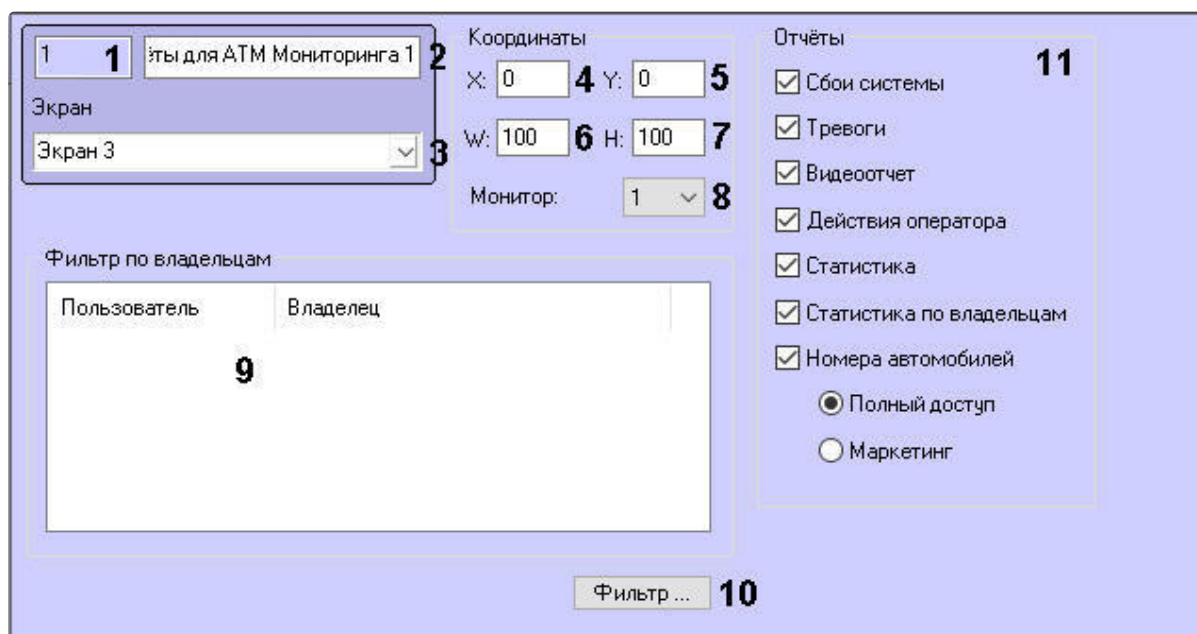 1 1 ёты для АТМ Мониторинга 1 2
Экран
Экран 3 3
Координаты
X: 0 4 Y: 0 5
W: 100 6 H: 100 7
Монитор: 1 8
Фильтр по владельцам
Пользователь Владелец
9
Фильтр ... 10
Отчёты 11
Сбои системы
Тревоги
Видеоотчет
Действия оператора
Статистика
Статистика по владельцам
Номера автомобилей
Полный доступ
Маркетинг